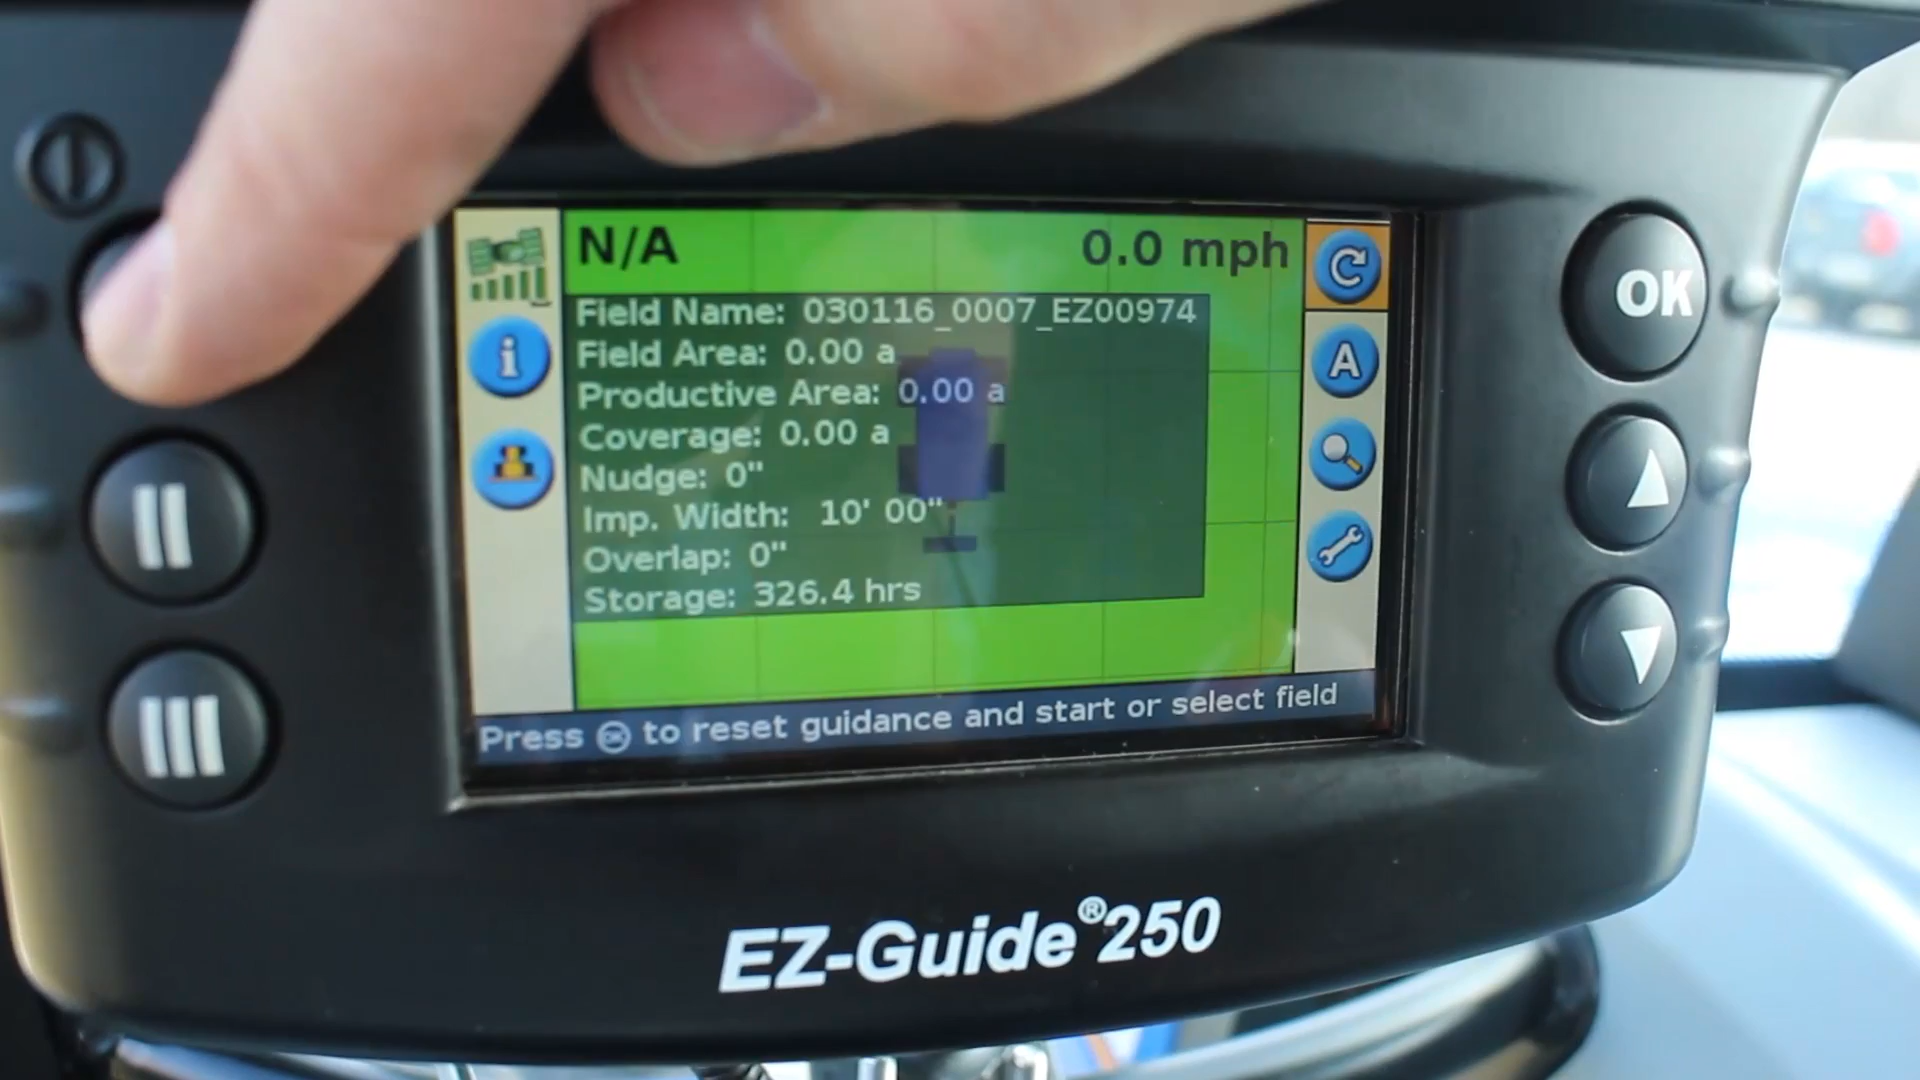 N/A
0.0 mph
Field Name: 030116_0007_EZ00974
Field Area: 0.00 a
Productive Area: 0.00 a
Coverage: 0.00 a
Nudge: 0"
Imp. Width: 10' 00"
Overlap: 0"
Storage: 326.4 hrs
i
A
Press OK to reset guidance and start or select field
OK
EZ-Guide®250